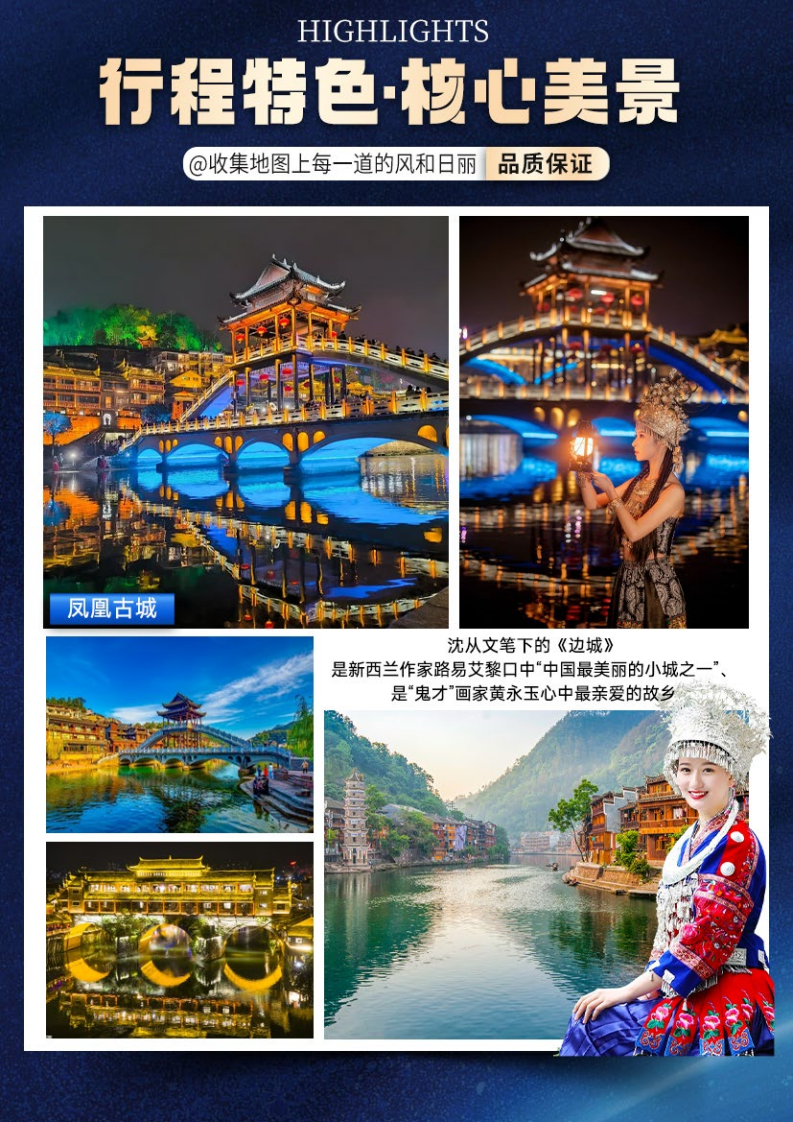 HIGHLIGHTS
行程特色·核心美景
@收集地图上每一道的风和日丽 品质保证
凤凰古城
沈从文笔下的《边城》
是新西兰作家路易艾黎口中“中国最美丽的小城之一”、
是“鬼才”画家黄永玉心中最亲爱的故乡